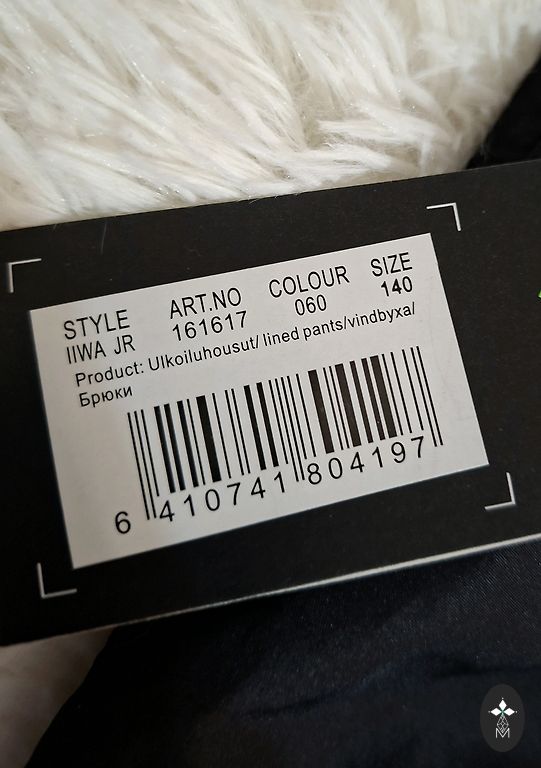 STYLE ART.NO COLOUR SIZE
IIWA JR 161617 060 140
Product: Ulkoiluhousut/ lined pants/vindbyxa/
Брюки
6 410741 804197
M